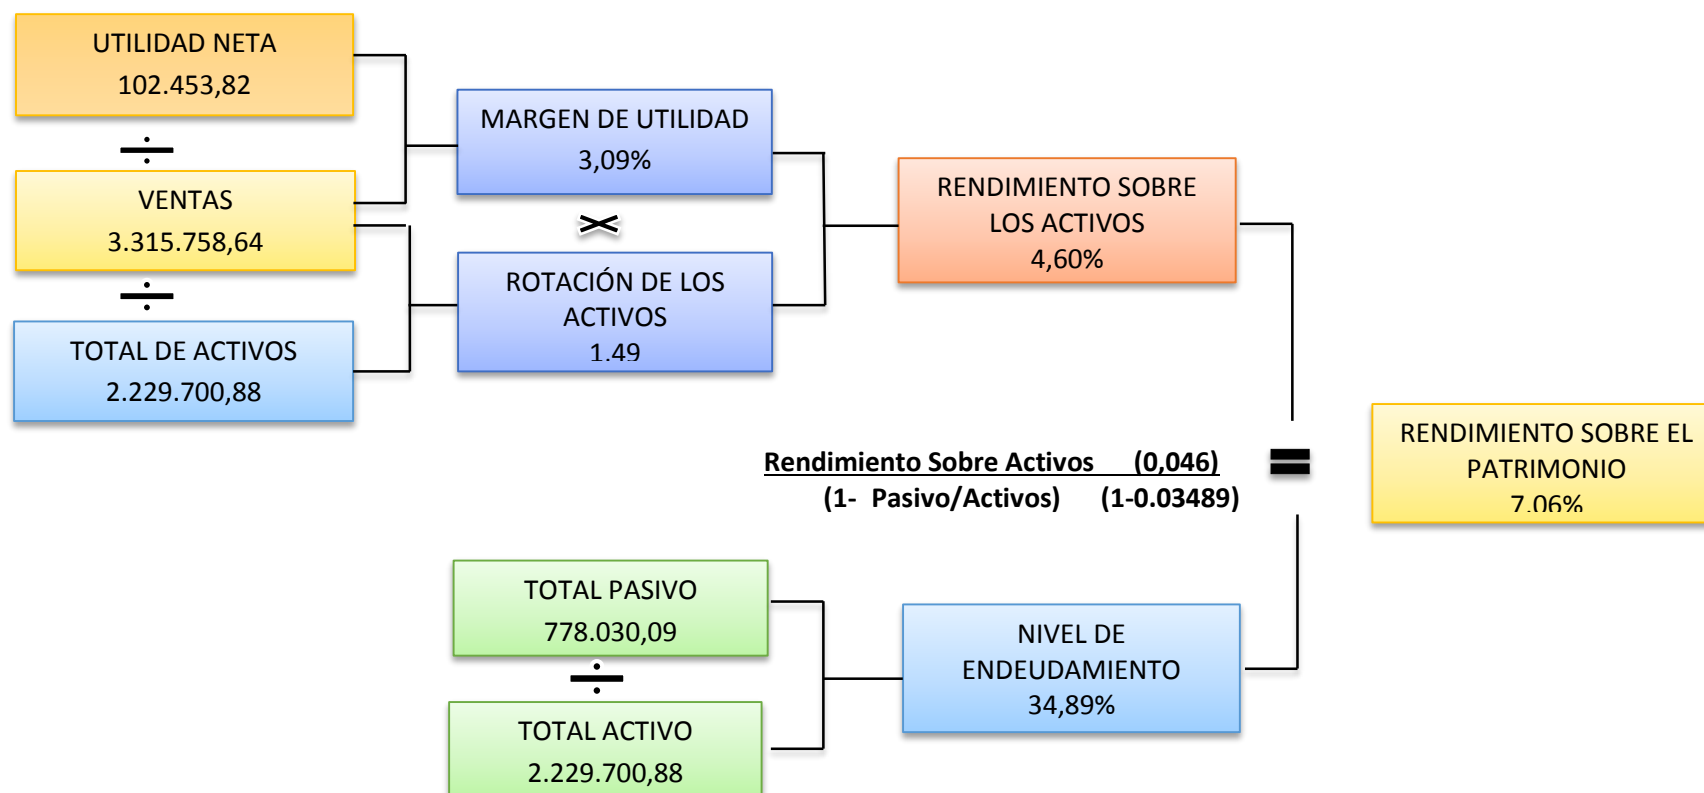 UTILIDAD NETA
102.453,82
÷
VENTAS
3.315.758,64
÷
TOTAL DE ACTIVOS
2.229.700,88
MARGEN DE UTILIDAD
3,09%
×
ROTACIÓN DE LOS
ACTIVOS
1.49
RENDIMIENTO SOBRE
LOS ACTIVOS
4,60%
Rendimiento Sobre Activos (0,046)
(1- Pasivo/Activos) (1-0.03489)
=
RENDIMIENTO SOBRE EL
PATRIMONIO
7.06%
TOTAL PASIVO
778.030,09
÷
TOTAL ACTIVO
2.229.700,88
NIVEL DE
ENDEUDAMIENTO
34,89%